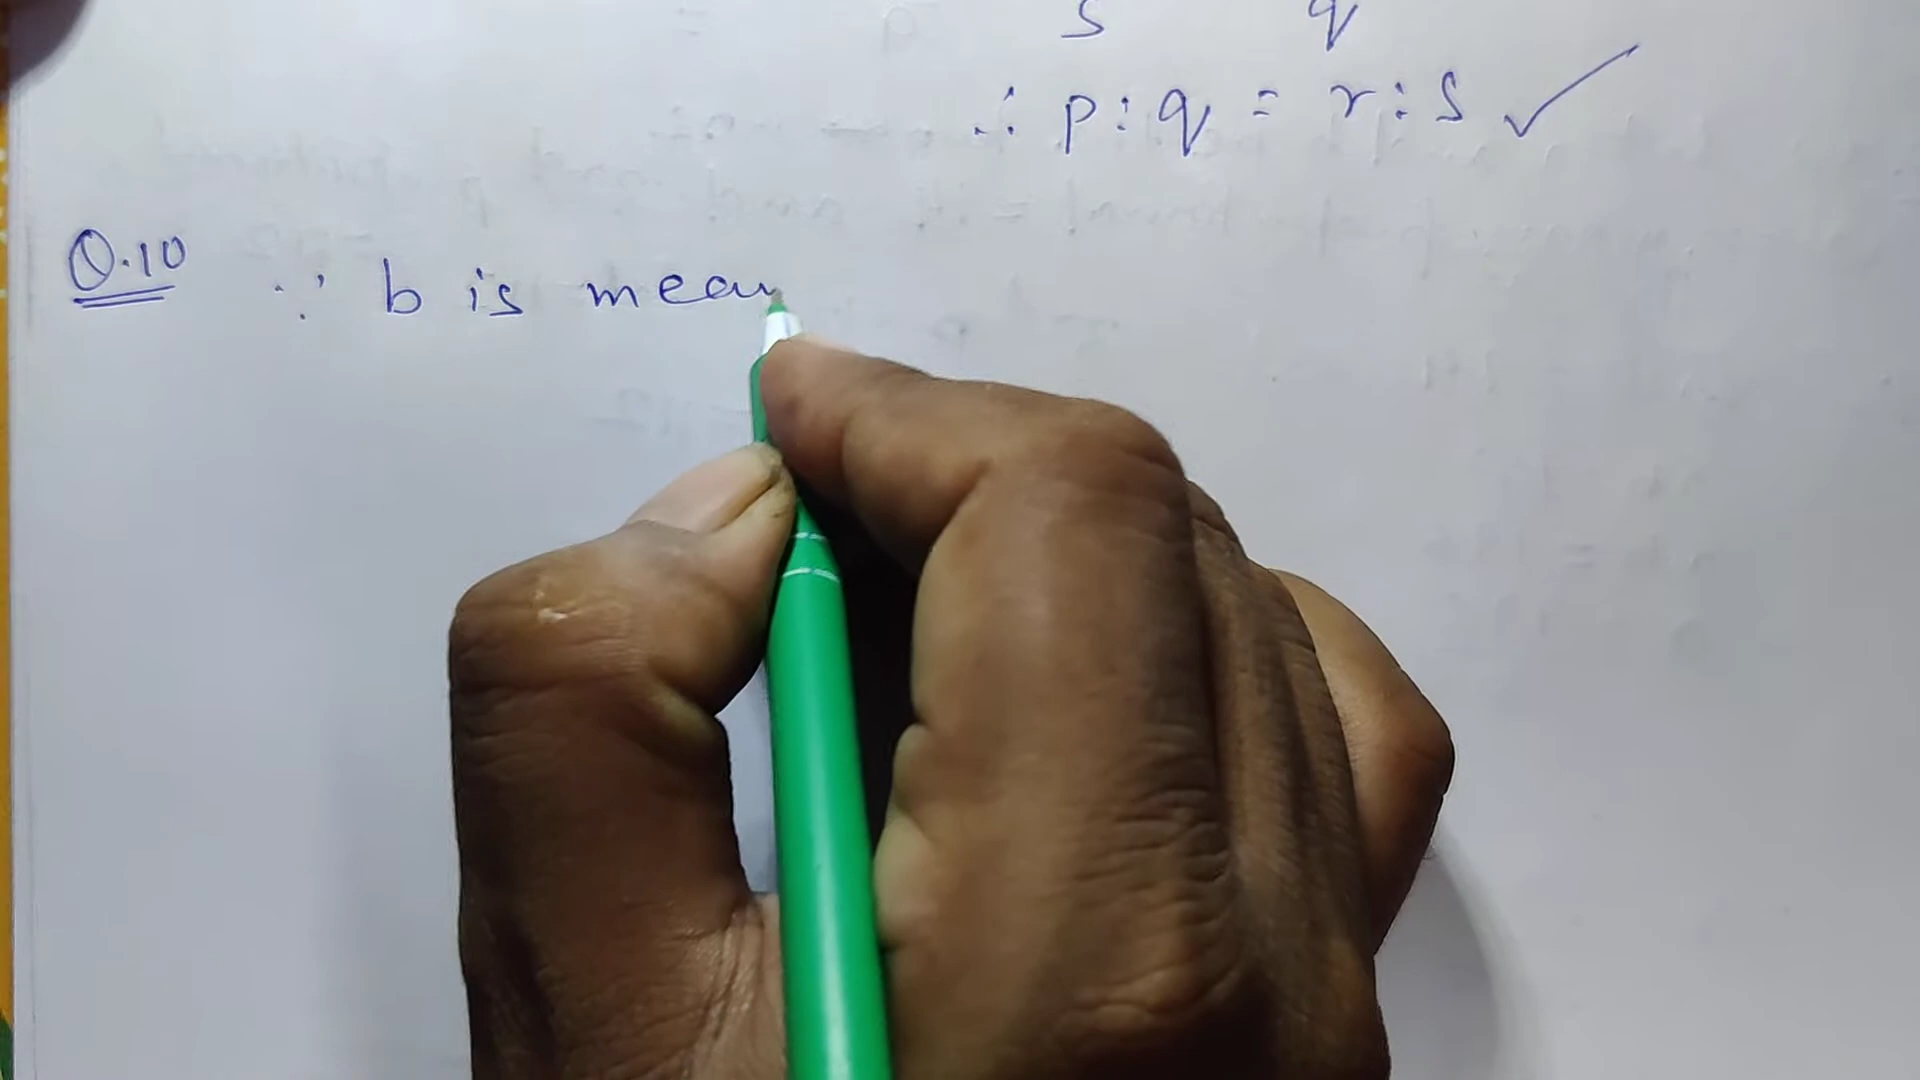 s q
∴ p : q = r : s ✓
Q.10 ∵ b is mean